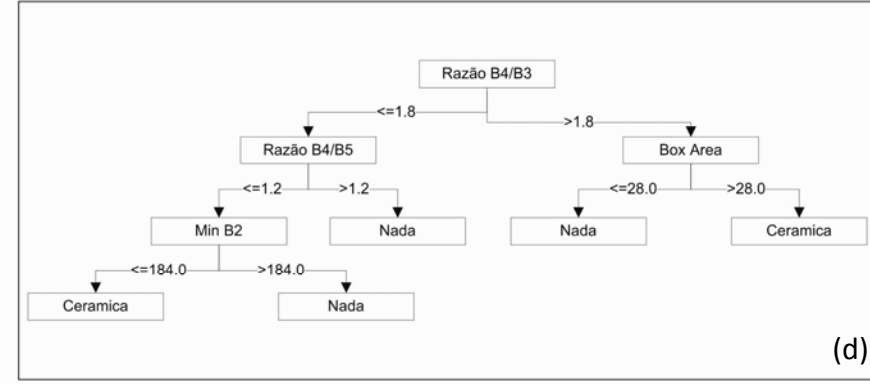 Razão B4/B3
<=1.8
>1.8
Razão B4/B5
Box Area
<=1.2
>1.2
<=28.0
>28.0
Min B2
Nada
Nada
Ceramica
<=184.0
>184.0
Ceramica
Nada
(d)